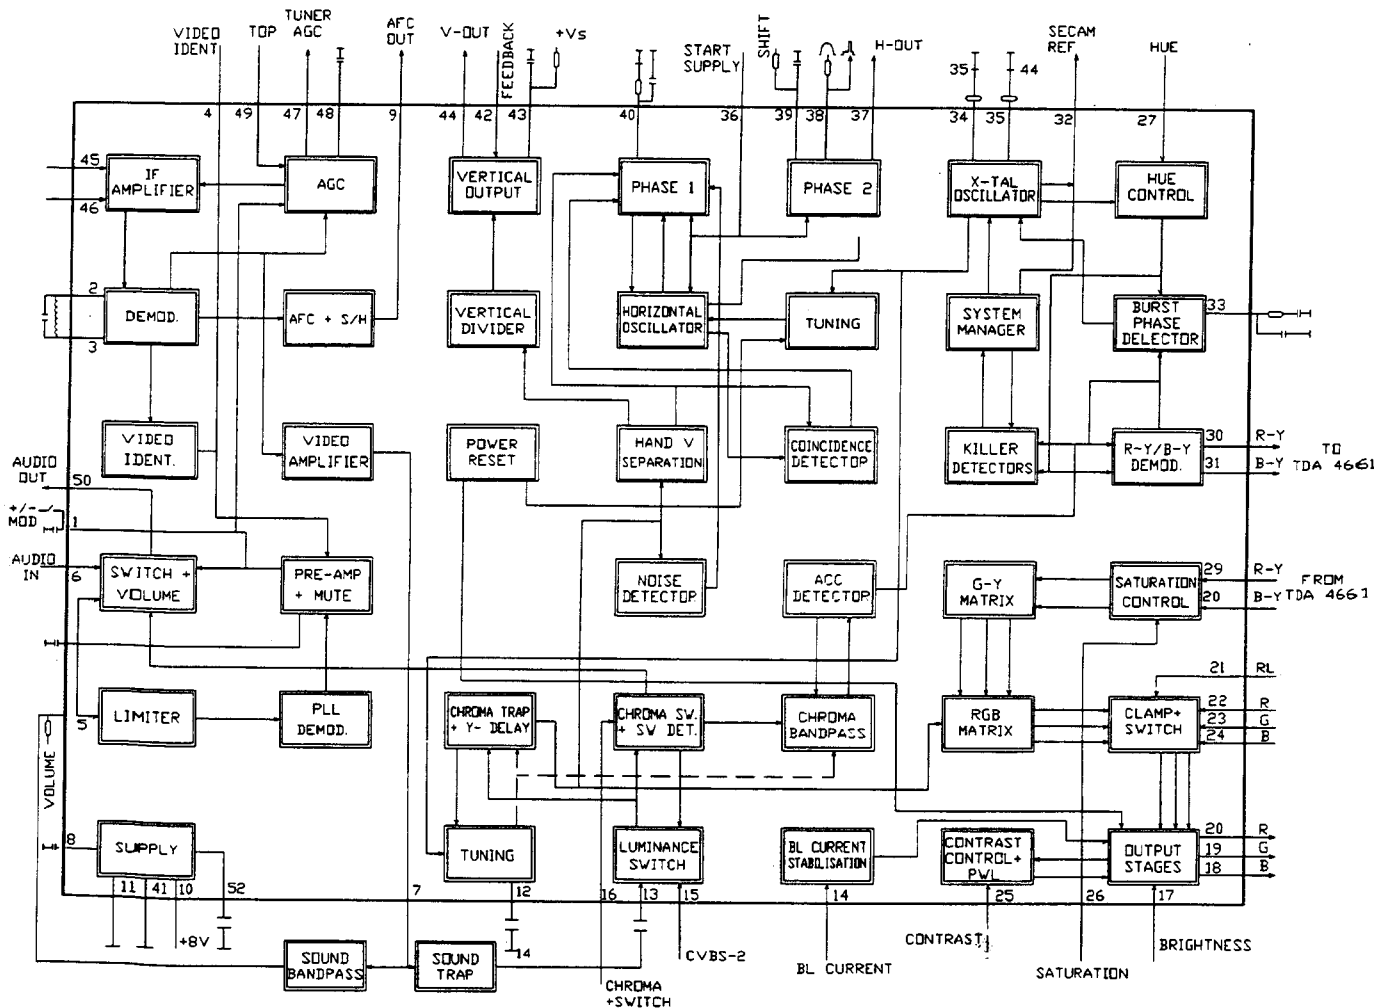 VIDEO
IDENT
TOP
TUNER
AGC
AFC
OUT
V-OUT
FEEDBACK
+Vs
START
SUPPLY
SHIFT
H-OUT
35
44
SECAM
REF
HUE
4
49
47
48
9
44
42
43
40
36
39
38
37
34
35
32
27
45
46
IF
AMPLIFIER
AGC
VERTICAL
OUTPUT
PHASE 1
PHASE 2
X-TAL
OSCILLATOR
HUE
CONTROL
2
3
DEMOD.
AFC + S/H
VERTICAL
DIVIDER
HORIZONTAL
OSCILLATOR
TUNING
SYSTEM
MANAGER
BURST
PHASE
DELECTOR
33
VIDEO
IDENT.
VIDEO
AMPLIFIER
POWER
RESET
HAND V
SEPARATION
COINCIDENCE
DETECTOR
KILLER
DETECTORS
R-Y/B-Y
DEMOD.
30
R-Y
31
B-Y
TO
TDA 4661
AUDIO
OUT
50
+/-
MOD
1
AUDIO
IN
6
SWITCH +
VOLUME
PRE-AMP
+ MUTE
NOISE
DETECTOR
ACC
DETECTOR
G-Y
MATRIX
SATURATION
CONTROL
29
R-Y
20
B-Y
FROM
TDA 4661
5
LIMITER
PLL
DEMOD.
CHROMA TRAP
+ Y- DELAY
CHROMA SW.
+ SW DET.
CHROMA
BANDPASS
RGB
MATRIX
CLAMP+
SWITCH
21
RL
22
R
23
G
24
B
VOLUME
8
SUPPLY
TUNING
LUMINANCE
SWITCH
BL CURRENT
STABILISATION
CONTRAST
CONTROL+
PWL
OUTPUT
STAGES
20
R
19
G
18
B
11
41
10
52
7
12
16
13
15
14
25
26
17
+8V
14
SOUND
BANDPASS
SOUND
TRAP
CHROMA
+SWITCH
CVBS-2
BL CURRENT
CONTRAST
SATURATION
BRIGHTNESS